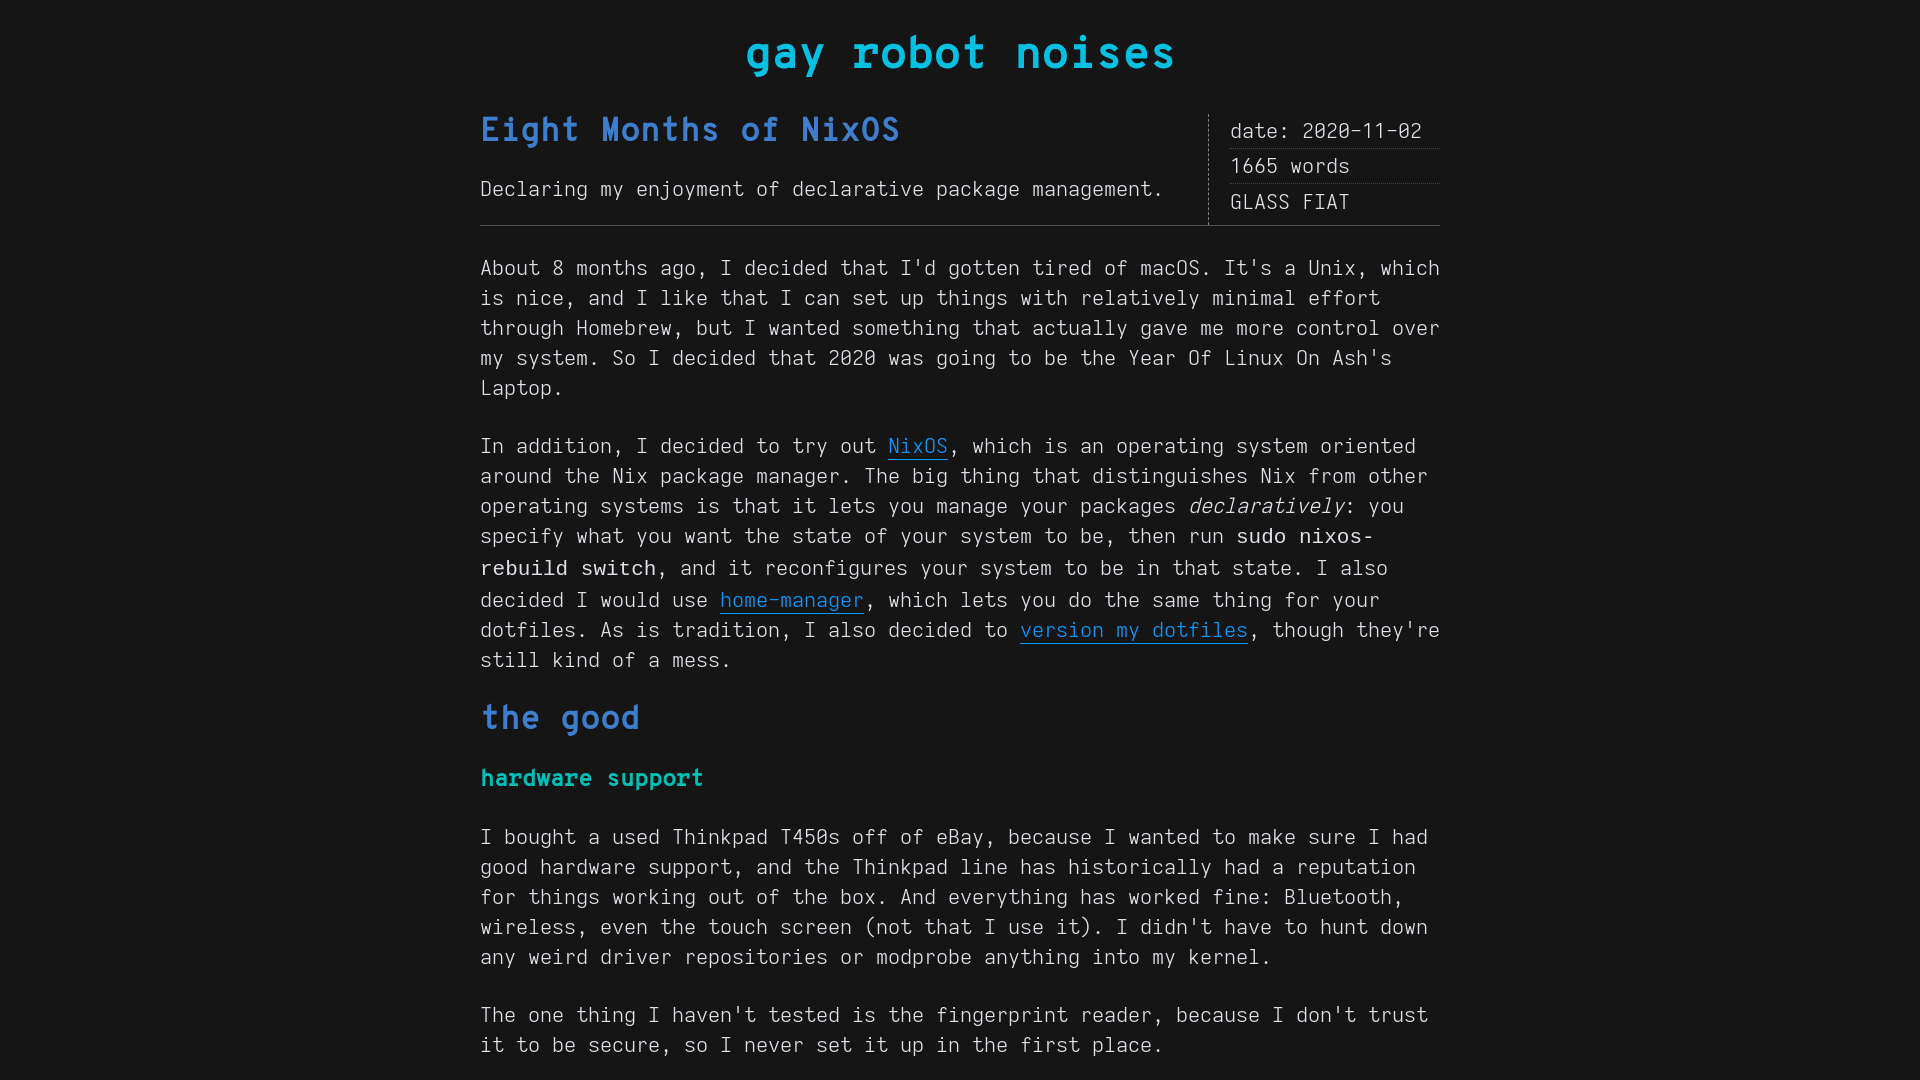 gay robot noises
Eight Months of NixOS
Declaring my enjoyment of declarative package management.
date: 2020-11-02
1665 words
GLASS FIAT
About 8 months ago, I decided that I'd gotten tired of macOS. It's a Unix, which
is nice, and I like that I can set up things with relatively minimal effort
through Homebrew, but I wanted something that actually gave me more control over
my system. So I decided that 2020 was going to be the Year Of Linux On Ash's
Laptop.
In addition, I decided to try out NixOS, which is an operating system oriented
around the Nix package manager. The big thing that distinguishes Nix from other
operating systems is that it lets you manage your packages declaratively: you
specify what you want the state of your system to be, then run sudo nixos-
rebuild switch, and it reconfigures your system to be in that state. I also
decided I would use home-manager, which lets you do the same thing for your
dotfiles. As is tradition, I also decided to version my dotfiles, though they're
still kind of a mess.
the good
hardware support
I bought a used Thinkpad T450s off of eBay, because I wanted to make sure I had
good hardware support, and the Thinkpad line has historically had a reputation
for things working out of the box. And everything has worked fine: Bluetooth,
wireless, even the touch screen (not that I use it). I didn't have to hunt down
any weird driver repositories or modprobe anything into my kernel.
The one thing I haven't tested is the fingerprint reader, because I don't trust
it to be secure, so I never set it up in the first place.